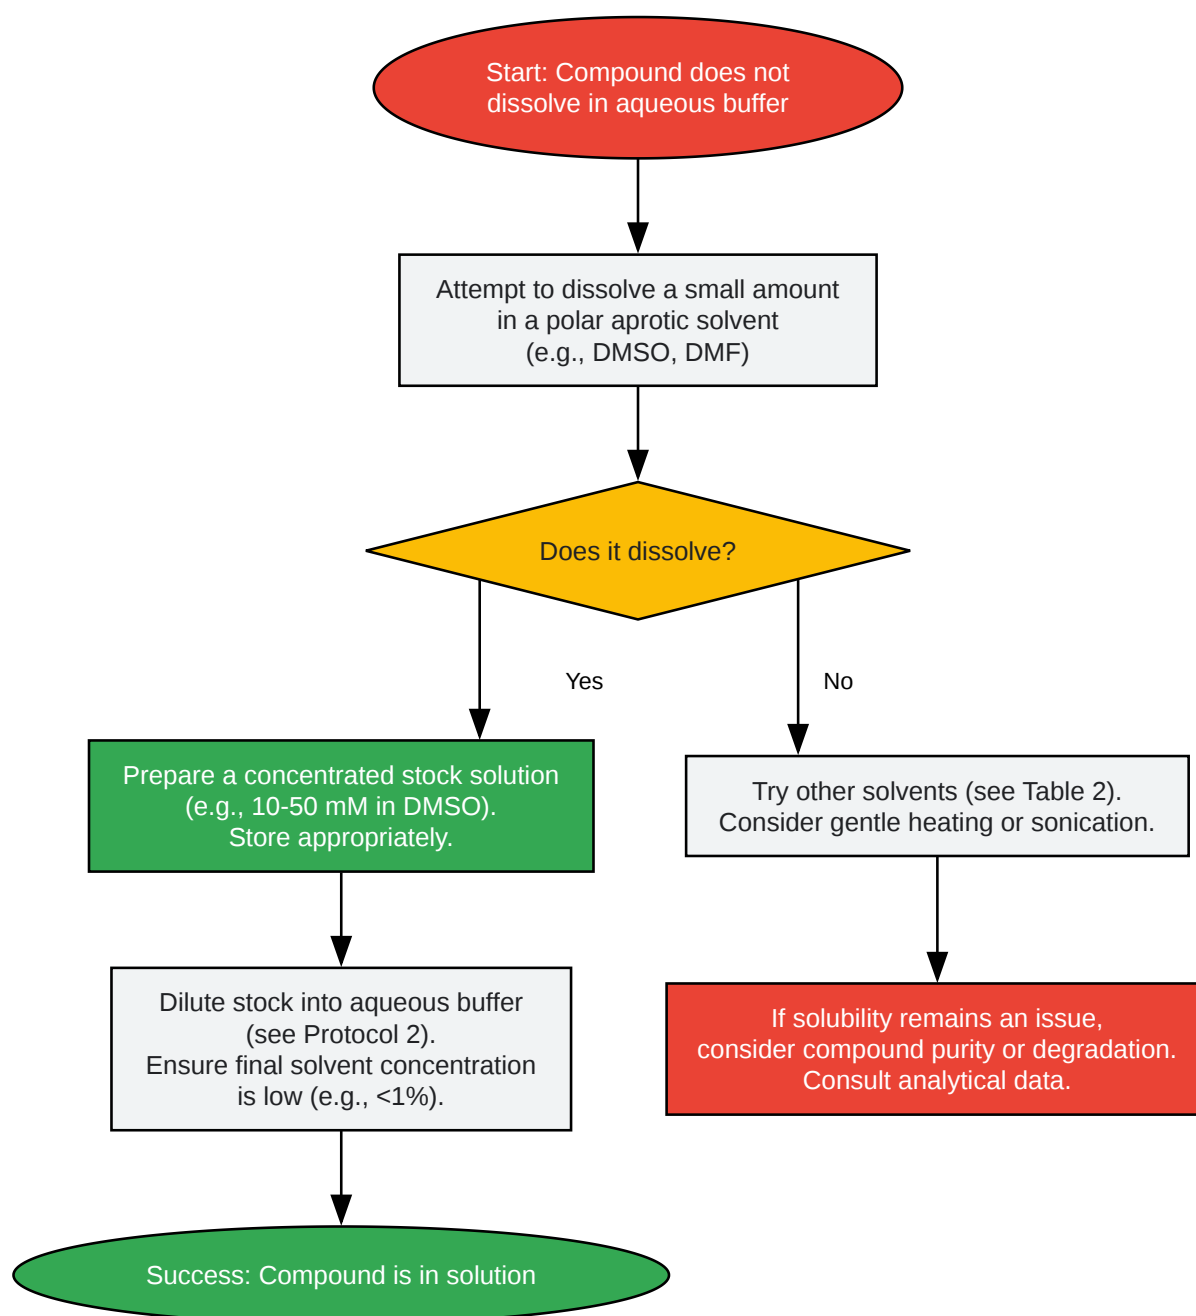 Start: Compound does not
dissolve in aqueous buffer
Attempt to dissolve a small amount
in a polar aprotic solvent
(e.g., DMSO, DMF)
Does it dissolve?
Yes
No
Prepare a concentrated stock solution
(e.g., 10-50 mM in DMSO).
Store appropriately.
Try other solvents (see Table 2).
Consider gentle heating or sonication.
Dilute stock into aqueous buffer
(see Protocol 2).
Ensure final solvent concentration
is low (e.g., <1%).
If solubility remains an issue,
consider compound purity or degradation.
Consult analytical data.
Success: Compound is in solution